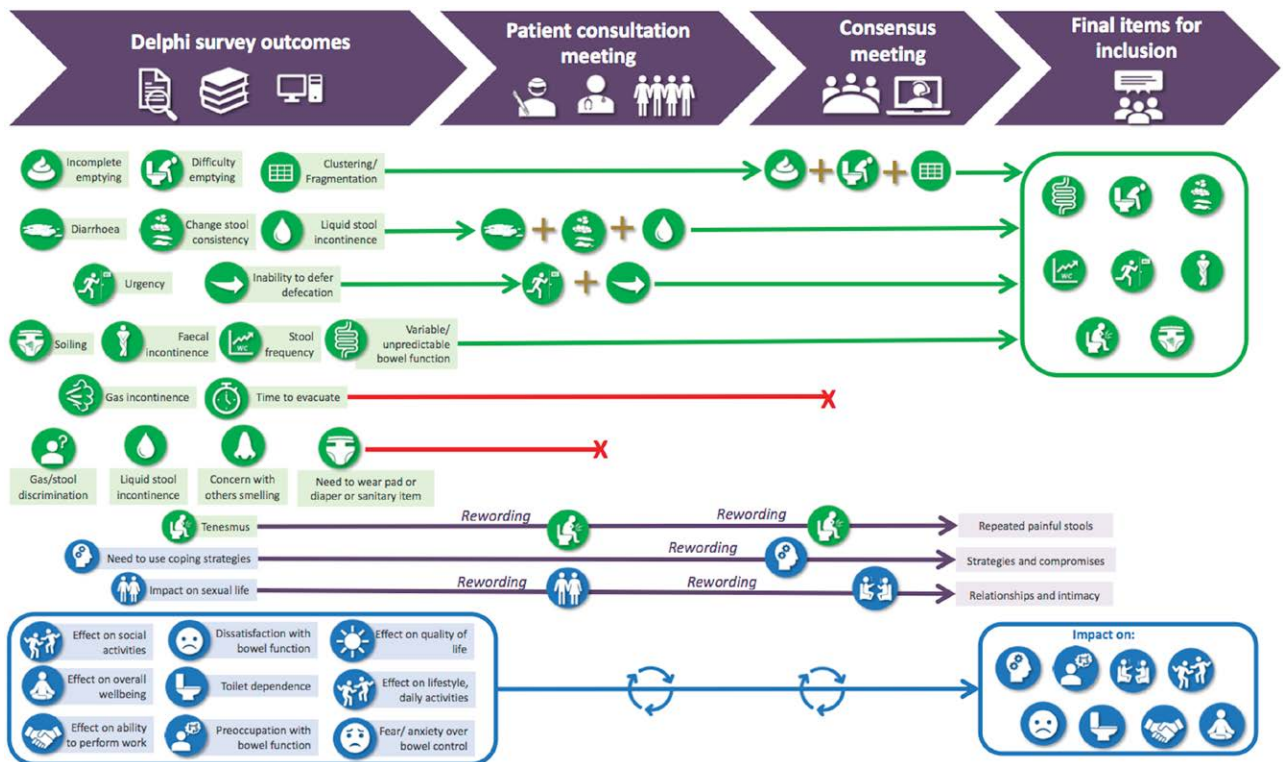 Delphi survey outcomes
Patient consultation
meeting
Consensus
meeting
Final items for
inclusion
Incomplete
emptying
Difficulty
emptying
Clustering/
Fragmentation
Diarrhoea
Change stool
consistency
Liquid stool
incontinence
Urgency
Inability to defer
defecation
Soiling
Faecal
incontinence
WC
Stool
frequency
Variable/
unpredictable
bowel function
WC
Gas incontinence
Time to evacuate
X
X
?
Gas/stool
discrimination
Liquid stool
incontinence
Concern with
others smelling
Need to wear pad or
diaper or sanitary item
Tenesmus
Rewording
Rewording
Repeated painful stools
Need to use coping strategies
Rewording
Strategies and compromises
Impact on sexual life
Rewording
Rewording
Relationships and intimacy
Effect on social
activities
Dissatisfaction with
bowel function
Effect on quality of
life
Effect on overall
wellbeing
Toilet dependence
Effect on lifestyle,
daily activities
Effect on ability
to perform work
Preoccupation with
bowel function
Fear/ anxiety over
bowel control
Impact on: